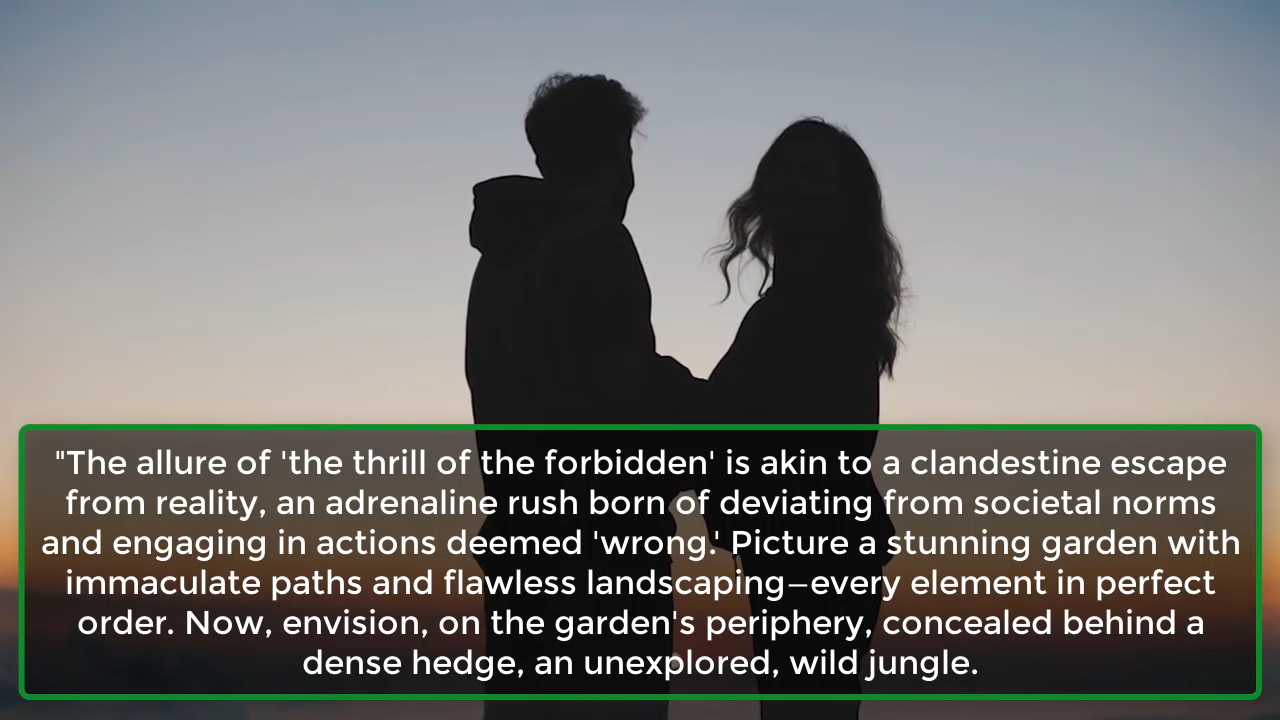 "The allure of 'the thrill of the forbidden' is akin to a clandestine escape
from reality, an adrenaline rush born of deviating from societal norms
and engaging in actions deemed 'wrong.' Picture a stunning garden with
immaculate paths and flawless landscaping—every element in perfect
order. Now, envision, on the garden's periphery, concealed behind a
dense hedge, an unexplored, wild jungle.